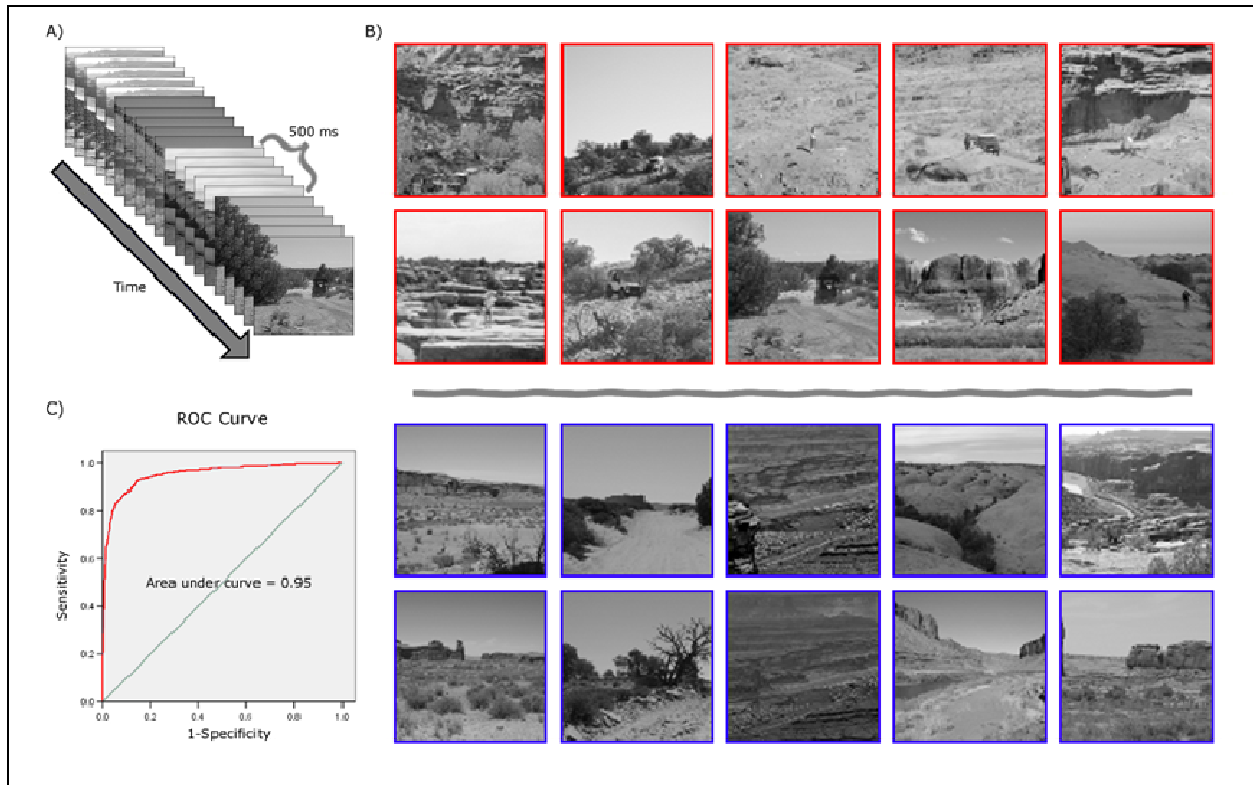 A)
500 ms
Time
B)
C)
ROC Curve
1.0
0.8
0.6
0.4
0.2
0.0
Sensitivity
Area under curve = 0.95
0.0 0.2 0.4 0.6 0.8 1.0
1-Specificity